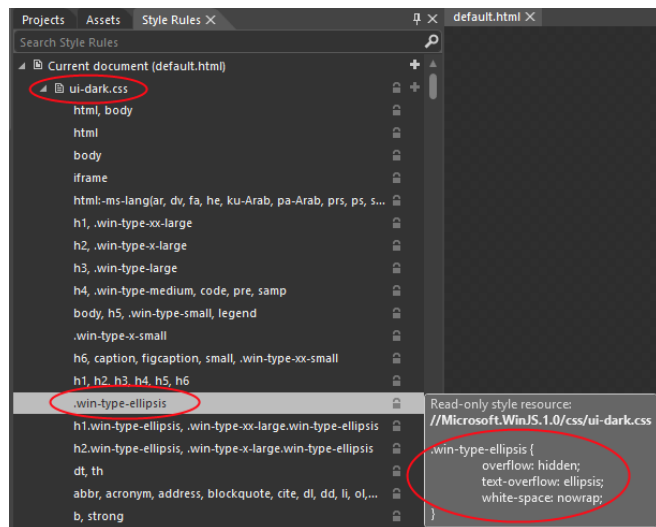 Projects Assets Style Rules default.html
Search Style Rules
Current document (default.html)
ui-dark.css
html, body
html
body
iframe
html:-ms-lang(ar, dv, fa, he, ku-Arab, pa-Arab, prs, ps, s...
h1, .win-type-xx-large
h2, .win-type-x-large
h3, .win-type-large
h4, .win-type-medium, code, pre, samp
body, h5, .win-type-small, legend
.win-type-x-small
h6, caption, figcaption, small, .win-type-xx-small
h1, h2, h3, h4, h5, h6
.win-type-ellipsis
h1.win-type-ellipsis, .win-type-xx-large.win-type-ellipsis
h2.win-type-ellipsis, .win-type-x-large.win-type-ellipsis
dt, th
abbr, acronym, address, blockquote, cite, dl, dd, li, ol,...
b, strong
Read-only style resource:
//Microsoft.WinJS.1.0/css/ui-dark.css
.win-type-ellipsis {
overflow: hidden;
text-overflow: ellipsis;
white-space: nowrap;
}